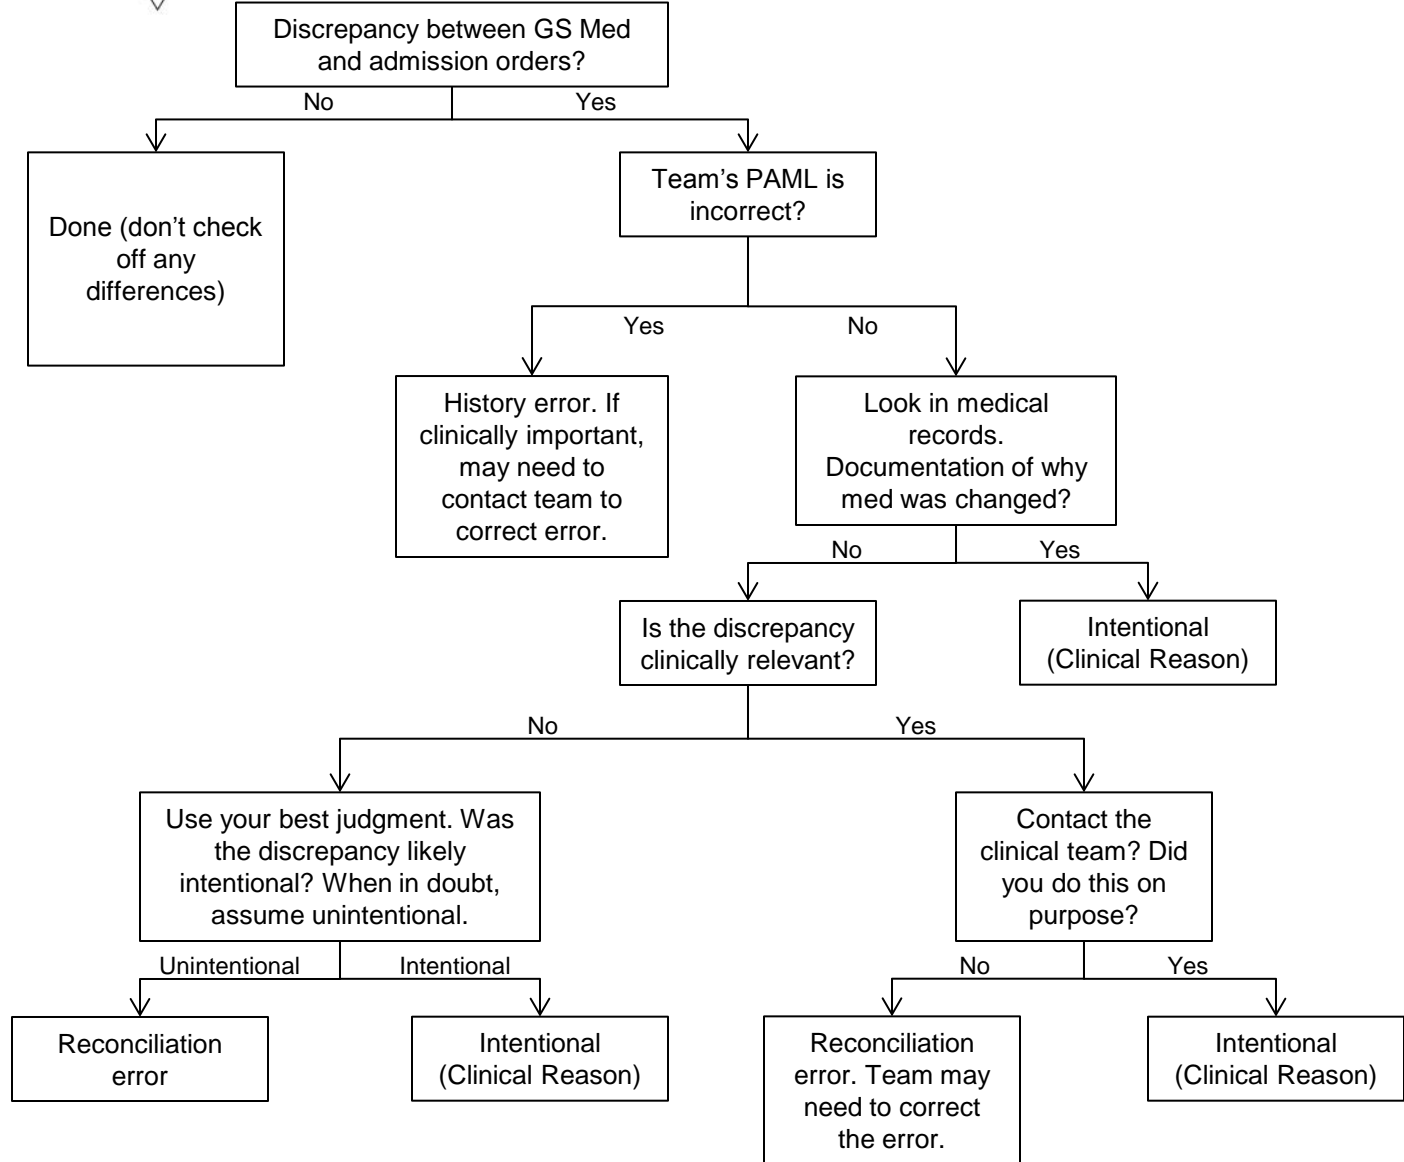 Discrepancy between GS Med
and admission orders?
No
Yes
Done (don’t check
off any
differences)
Team’s PAML is
incorrect?
Yes
No
History error. If
clinically important,
may need to
contact team to
correct error.
Look in medical
records.
Documentation of why
med was changed?
No
Yes
Is the discrepancy
clinically relevant?
Intentional
(Clinical Reason)
No
Yes
Use your best judgment. Was
the discrepancy likely
intentional? When in doubt,
assume unintentional.
Contact the
clinical team? Did
you do this on
purpose?
Unintentional
Intentional
No
Yes
Reconciliation
error
Intentional
(Clinical Reason)
Reconciliation
error. Team may
need to correct
the error.
Intentional
(Clinical Reason)